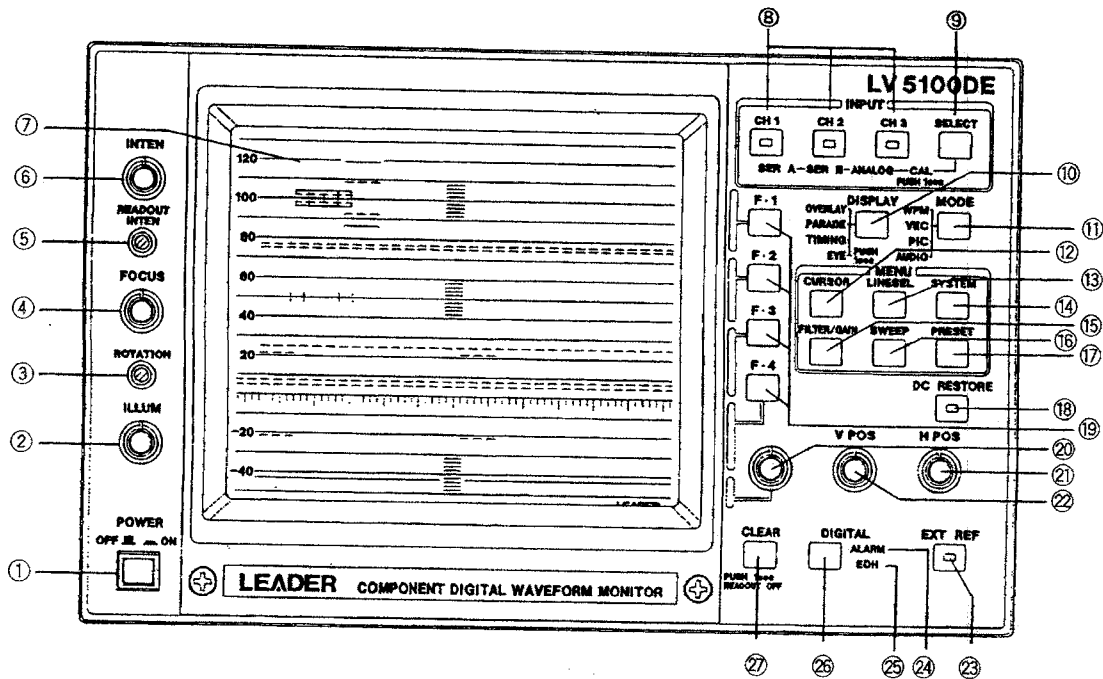 ⑧ ⑨
LV 5100DE
INPUT
CH 1 CH 2 CH 3 SELECT
SER A-SER B-ANALOG-CAL
PUSH 1sec
⑦ INTEN
⑥
READOUT
INTEN
⑤
FOCUS
④
ROTATION
③
ILLUM
②
POWER
OFF ON
①
120
100
80
60
40
20
-20
-40
LEADER
F-1
F-2
F-3
F-4
DISPLAY
OVERLAY
PARADE
TIMING
EYE PUSH 1sec
MODE
WFM
VEC
PIC
AUDIO
⑩
⑪
⑫
MENU
CURSOR LINESEL SYSTEM
FILTER/GAIN SWEEP PRESET
⑬
⑭
⑮
⑯
⑰
DC RESTORE
⑱
⑲
V POS H POS
⑳
㉑
㉒
CLEAR
PUSH 1sec
READOUT OFF
DIGITAL
ALARM
EDH
EXT REF
LEADER COMPONENT DIGITAL WAVEFORM MONITOR
㉗ ㉖ ㉕ ㉔ ㉓